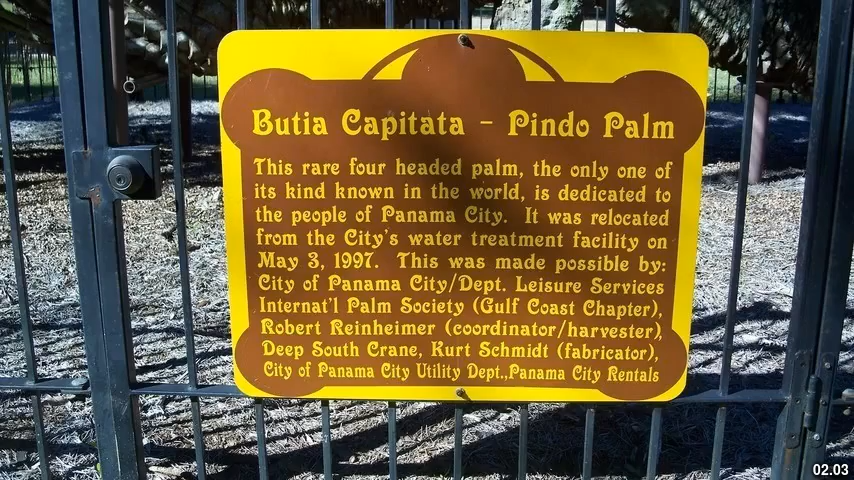 Butia Capitata - Pindo Palm
This rare four headed palm, the only one of
its kind known in the world, is dedicated to
the people of Panama City. It was relocated
from the City's water treatment facility on
May 3, 1997. This was made possible by:
City of Panama City/Dept. Leisure Services
Internat'l Palm Society (Gulf Coast Chapter),
Robert Reinheimer (coordinator/harvester),
Deep South Crane, Kurt Schmidt (fabricator),
City of Panama City Utility Dept.,Panama City Rentals
02.03